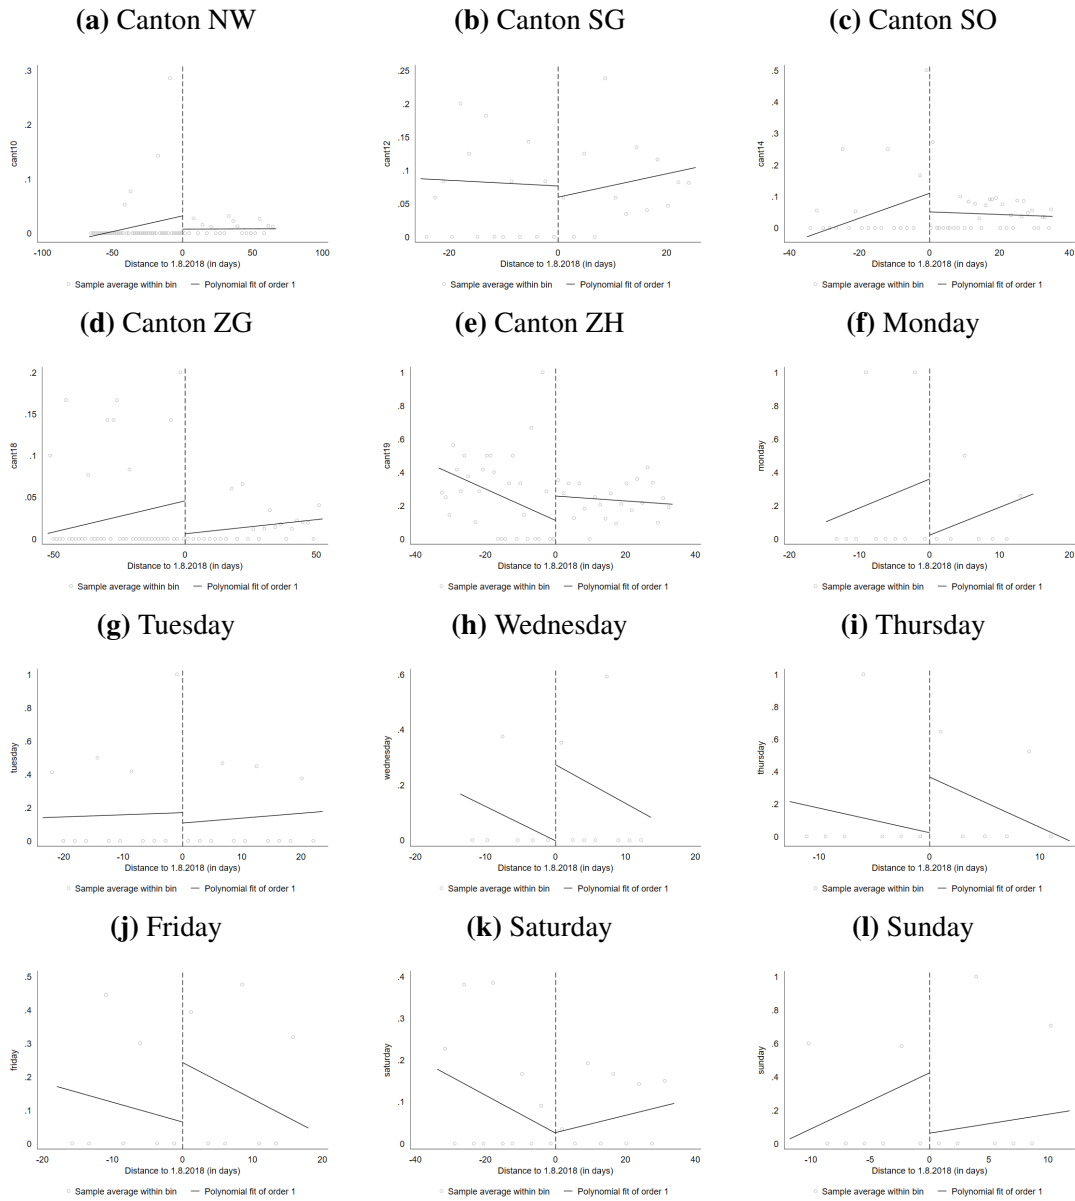 (a) Canton NW
(b) Canton SG
(c) Canton SO
.3
.2
.1
0
cant10
-100
-50
0
50
100
Distance to 1.8.2018 (in days)
Sample average within bin
Polynomial fit of order 1
.25
.2
.15
.1
.05
0
cant12
-20
0
20
Distance to 1.8.2018 (in days)
Sample average within bin
Polynomial fit of order 1
.5
.4
.3
.2
.1
0
cant14
-40
-20
0
20
40
Distance to 1.8.2018 (in days)
Sample average within bin
Polynomial fit of order 1
(d) Canton ZG
(e) Canton ZH
(f) Monday
.2
.15
.1
.05
0
cant18
-50
0
50
Distance to 1.8.2018 (in days)
Sample average within bin
Polynomial fit of order 1
1
.8
.6
.4
.2
0
cant19
-40
-20
0
20
40
Distance to 1.8.2018 (in days)
Sample average within bin
Polynomial fit of order 1
1
.8
.6
.4
.2
0
monday
-20
-10
0
10
20
Distance to 1.8.2018 (in days)
Sample average within bin
Polynomial fit of order 1
(g) Tuesday
(h) Wednesday
(i) Thursday
1
.8
.6
.4
.2
0
tuesday
-20
-10
0
10
20
Distance to 1.8.2018 (in days)
Sample average within bin
Polynomial fit of order 1
.6
.4
.2
0
wednesday
-20
-10
0
10
20
Distance to 1.8.2018 (in days)
Sample average within bin
Polynomial fit of order 1
1
.8
.6
.4
.2
0
thursday
-10
0
10
Distance to 1.8.2018 (in days)
Sample average within bin
Polynomial fit of order 1
(j) Friday
(k) Saturday
(l) Sunday
.5
.4
.3
.2
.1
0
friday
-20
-10
0
10
20
Distance to 1.8.2018 (in days)
Sample average within bin
Polynomial fit of order 1
.4
.3
.2
.1
0
saturday
-40
-20
0
20
40
Distance to 1.8.2018 (in days)
Sample average within bin
Polynomial fit of order 1
1
.8
.6
.4
.2
0
sunday
-10
-5
0
5
10
Distance to 1.8.2018 (in days)
Sample average within bin
Polynomial fit of order 1